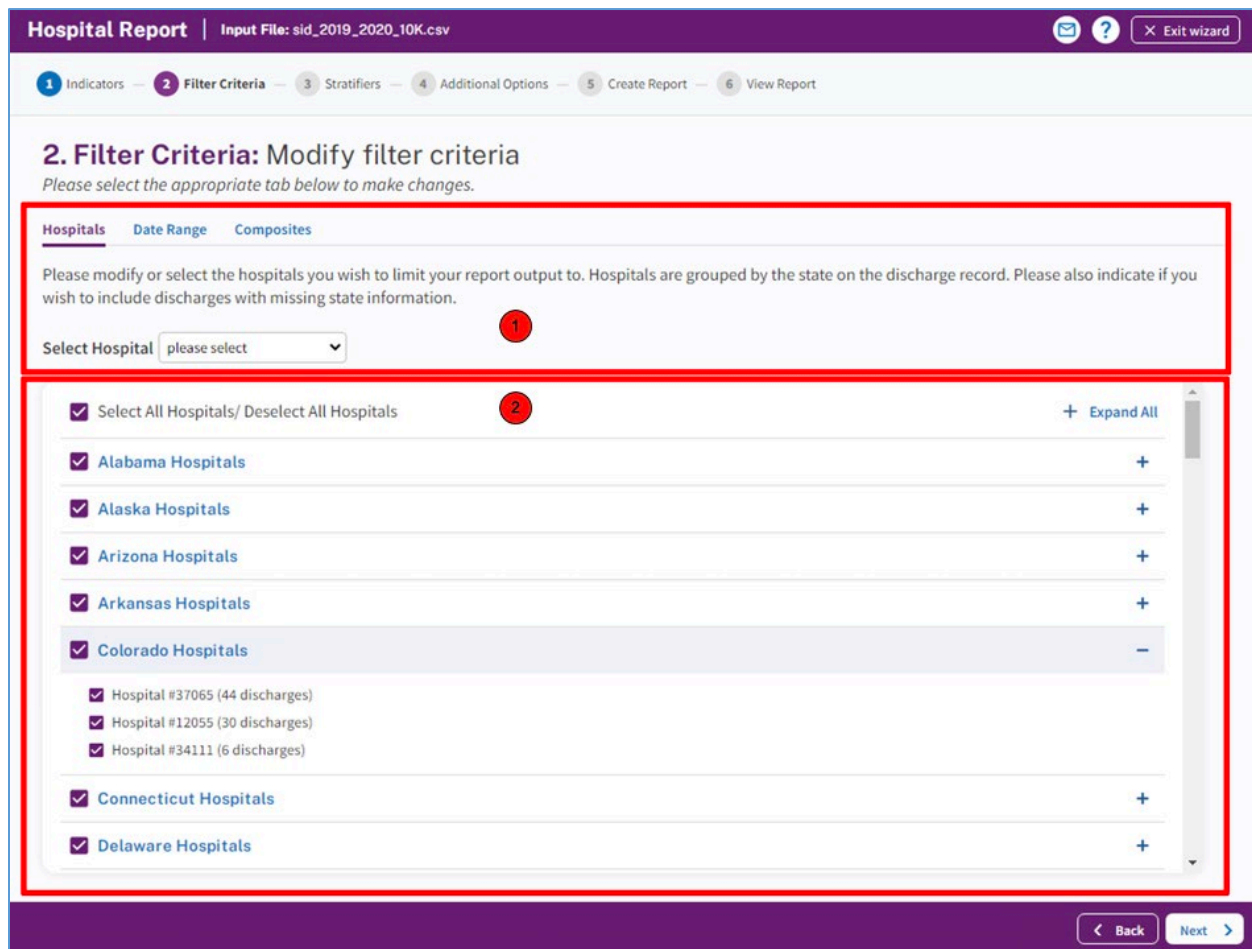 Hospital Report | Input File: sid_2019_2020_10K.csv ? × Exit wizard
1 Indicators — 2 Filter Criteria — 3 Stratifiers — 4 Additional Options — 5 Create Report — 6 View Report
2. Filter Criteria: Modify filter criteria
Please select the appropriate tab below to make changes.
Hospitals Date Range Composites
Please modify or select the hospitals you wish to limit your report output to. Hospitals are grouped by the state on the discharge record. Please also indicate if you
wish to include discharges with missing state information.
1
Select Hospital please select
Select All Hospitals/ Deselect All Hospitals 2 + Expand All
Alabama Hospitals +
Alaska Hospitals +
Arizona Hospitals +
Arkansas Hospitals +
Colorado Hospitals −
Hospital #37065 (44 discharges)
Hospital #12055 (30 discharges)
Hospital #34111 (6 discharges)
Connecticut Hospitals +
Delaware Hospitals +
Back Next